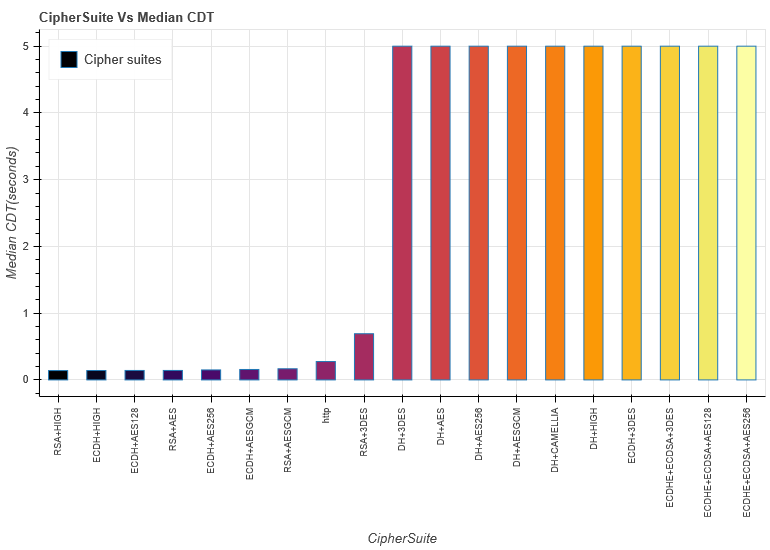 CipherSuite Vs Median CDT
Cipher suites
Median CDT(seconds)
5
4
3
2
1
0
RSA+HIGH
ECDH+HIGH
ECDH+AES128
RSA+AES
ECDH+AES256
ECDH+AESGCM
RSA+AESGCM
http
RSA+3DES
DH+3DES
DH+AES
DH+AES256
DH+AESGCM
DH+CAMELLIA
DH+HIGH
ECDH+3DES
ECDHE+ECDSA+3DES
ECDHE+ECDSA+AES128
ECDHE+ECDSA+AES256
CipherSuite